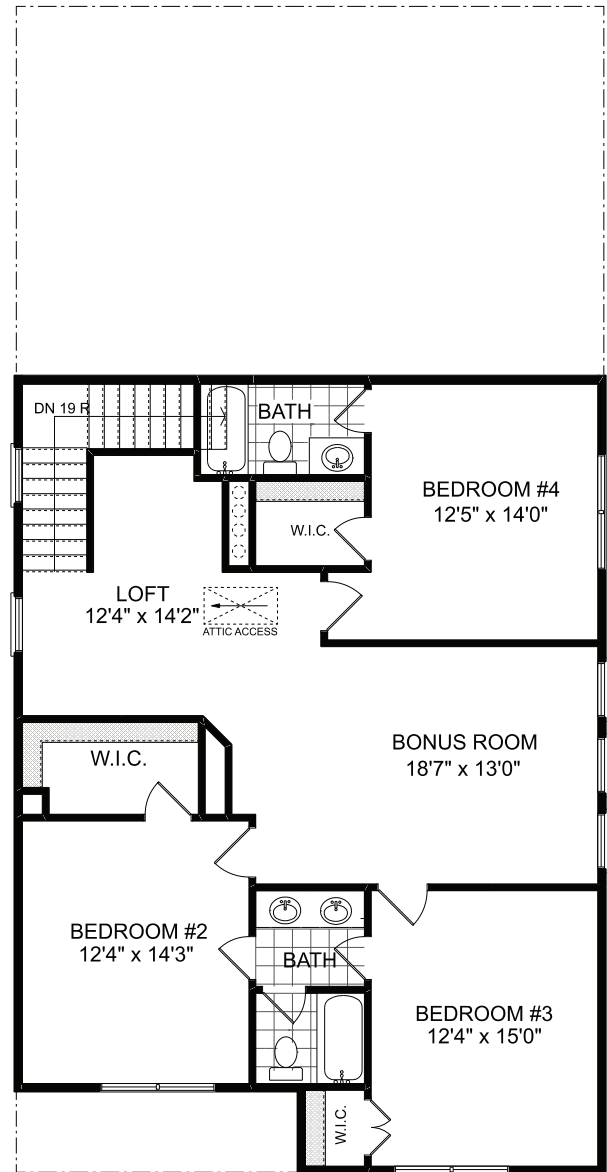 DN 19 R
BATH
BEDROOM #4
12'5" x 14'0"
W.I.C.
LOFT
12'4" x 14'2"
ATTIC ACCESS
BONUS ROOM
18'7" x 13'0"
W.I.C.
BEDROOM #2
12'4" x 14'3"
BATH
BEDROOM #3
12'4" x 15'0"
W.I.C.